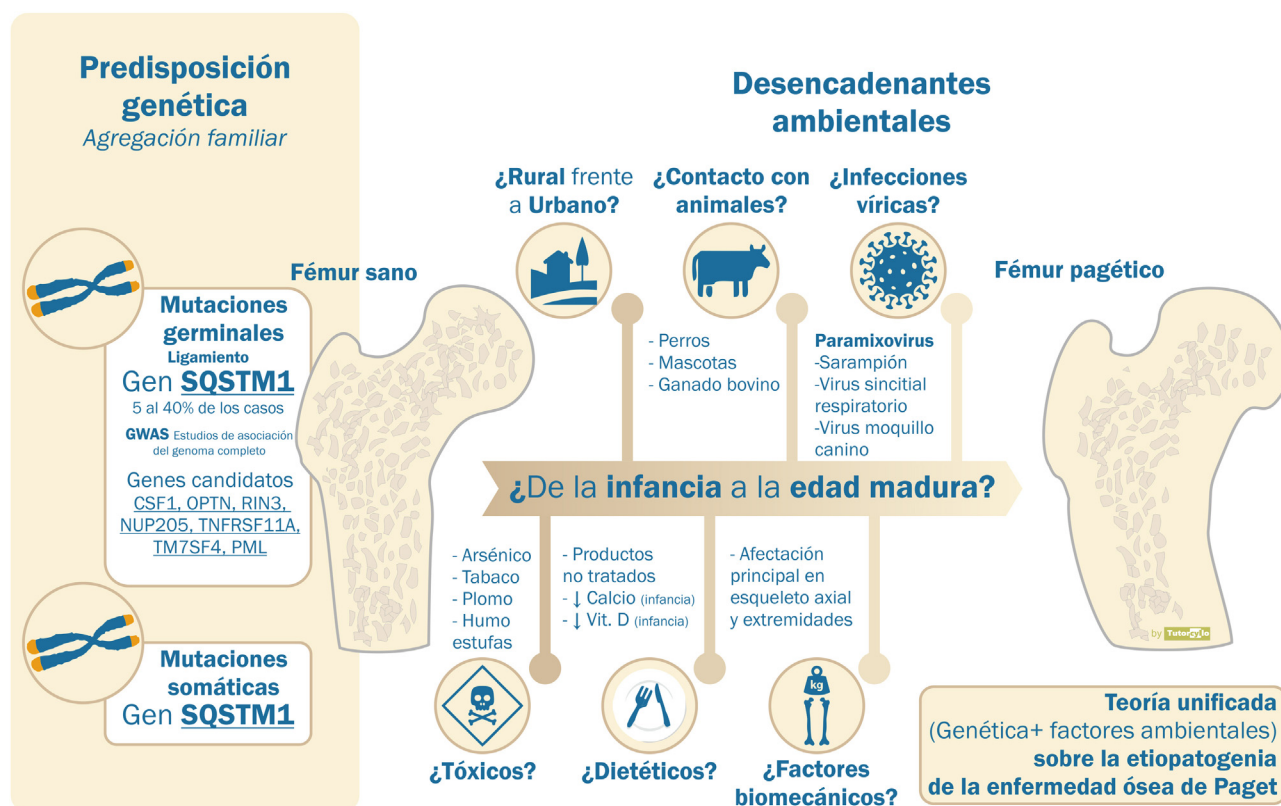 Predisposición
genética
Agregación familiar
Mutaciones
germinales
Ligamiento
Gen SQSTM1
5 al 40% de los casos
GWAS Estudios de asociación
del genoma completo
Genes candidatos
CSF1, OPTN, RIN3,
NUP205, TNFRSF11A,
TM7SF4, PML
Mutaciones
somáticas
Gen SQSTM1
Fémur sano
Desencadenantes
ambientales
¿Rural frente
a Urbano?
¿Contacto con
animales?
- Perros
- Mascotas
- Ganado bovino
¿Infecciones
víricas?
Paramixovirus
-Sarampión
-Virus sincitial
respiratorio
-Virus moquillo
canino
¿De la infancia a la edad madura?
- Arsénico
- Tabaco
- Plomo
- Humo
estufas
¿Tóxicos?
- Productos
no tratados
- ↓ Calcio (infancia)
- ↓ Vit. D (infancia)
¿Dietéticos?
- Afectación
principal en
esqueleto axial
y extremidades
kg
¿Factores
biomecánicos?
Fémur pagético
by Tutorcylo
Teoría unificada
(Genética+ factores ambientales)
sobre la etiopatogenia
de la enfermedad ósea de Paget